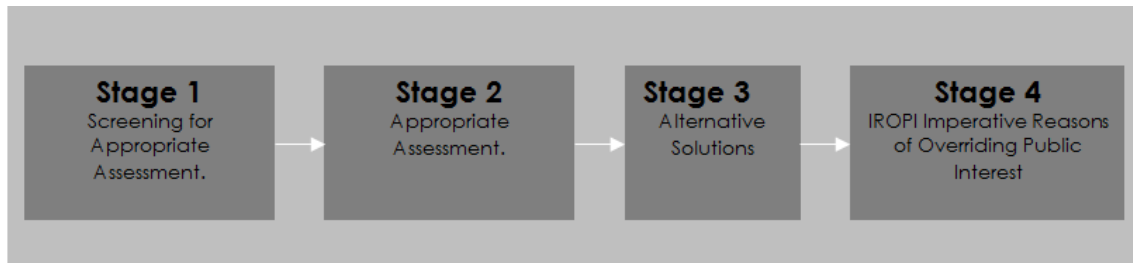 Stage 1
Screening for
Appropriate
Assessment.
Stage 2
Appropriate
Assessment.
Stage 3
Alternative
Solutions
Stage 4
IROPI Imperative Reasons
of Overriding Public
Interest